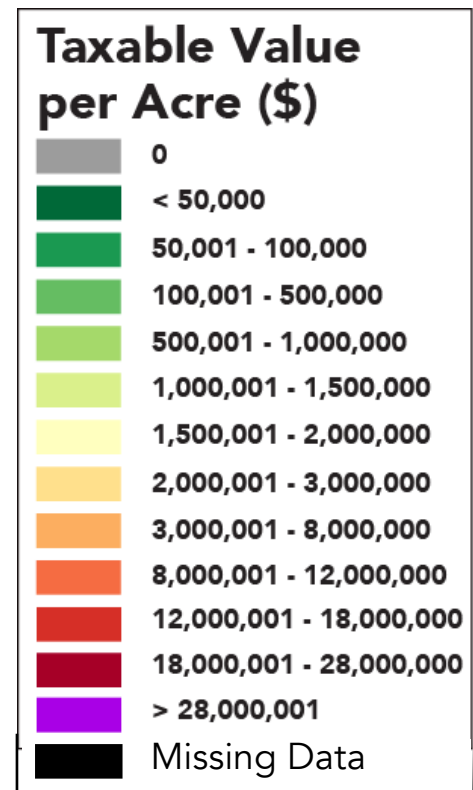 Taxable Value
per Acre ($)
0
< 50,000
50,001 - 100,000
100,001 - 500,000
500,001 - 1,000,000
1,000,001 - 1,500,000
1,500,001 - 2,000,000
2,000,001 - 3,000,000
3,000,001 - 8,000,000
8,000,001 - 12,000,000
12,000,001 - 18,000,000
18,000,001 - 28,000,000
> 28,000,001
Missing Data